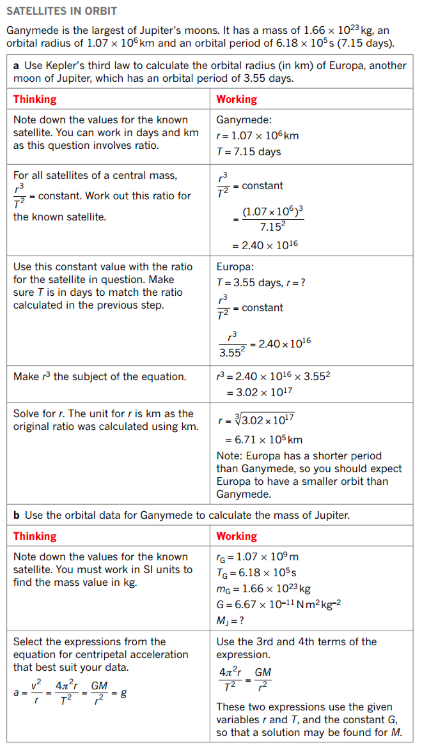 SATELLITES IN ORBIT
Ganymede is the largest of Jupiter's moons. It has a mass of 1.66 × 10²³ kg, an
orbital radius of 1.07 × 10⁶ km and an orbital period of 6.18 × 10⁵ s (7.15 days).
a Use Kepler's third law to calculate the orbital radius (in km) of Europa, another
moon of Jupiter, which has an orbital period of 3.55 days.
Thinking
Working
Note down the values for the known
satellite. You can work in days and km
as this question involves ratio.
Ganymede:
r = 1.07 × 10⁶ km
T = 7.15 days
For all satellites of a central mass,
r³/T² = constant. Work out this ratio for
the known satellite.
r³/T² = constant
= (1.07 × 10⁶)³/7.15²
= 2.40 × 10¹⁶
Use this constant value with the ratio
for the satellite in question. Make
sure T is in days to match the ratio
calculated in the previous step.
Europa:
T = 3.55 days, r = ?
r³/T² = constant
r³/3.55² = 2.40 × 10¹⁶
Make r³ the subject of the equation.
r³ = 2.40 × 10¹⁶ × 3.55²
= 3.02 × 10¹⁷
Solve for r. The unit for r is km as the
original ratio was calculated using km.
r = ∛3.02 × 10¹⁷
= 6.71 × 10⁵ km
Note: Europa has a shorter period
than Ganymede, so you should expect
Europa to have a smaller orbit than
Ganymede.
b Use the orbital data for Ganymede to calculate the mass of Jupiter.
Thinking
Working
Note down the values for the known
satellite. You must work in SI units to
find the mass value in kg.
r_G = 1.07 × 10⁹ m
T_G = 6.18 × 10⁵ s
m_G = 1.66 × 10²³ kg
G = 6.67 × 10⁻¹¹ N m² kg⁻²
M_J = ?
Select the expressions from the
equation for centripetal acceleration
that best suit your data.
a = v²/r = 4π²r/T² = GM/r² = g
Use the 3rd and 4th terms of the
expression.
4π²r/T² = GM/r²
These two expressions use the given
variables r and T, and the constant G,
so that a solution may be found for M.